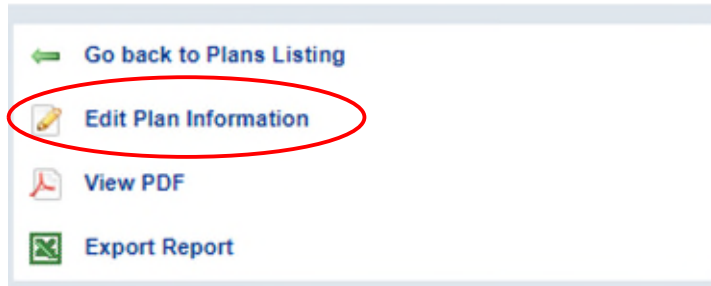 Go back to Plans Listing
Edit Plan Information
View PDF
Export Report